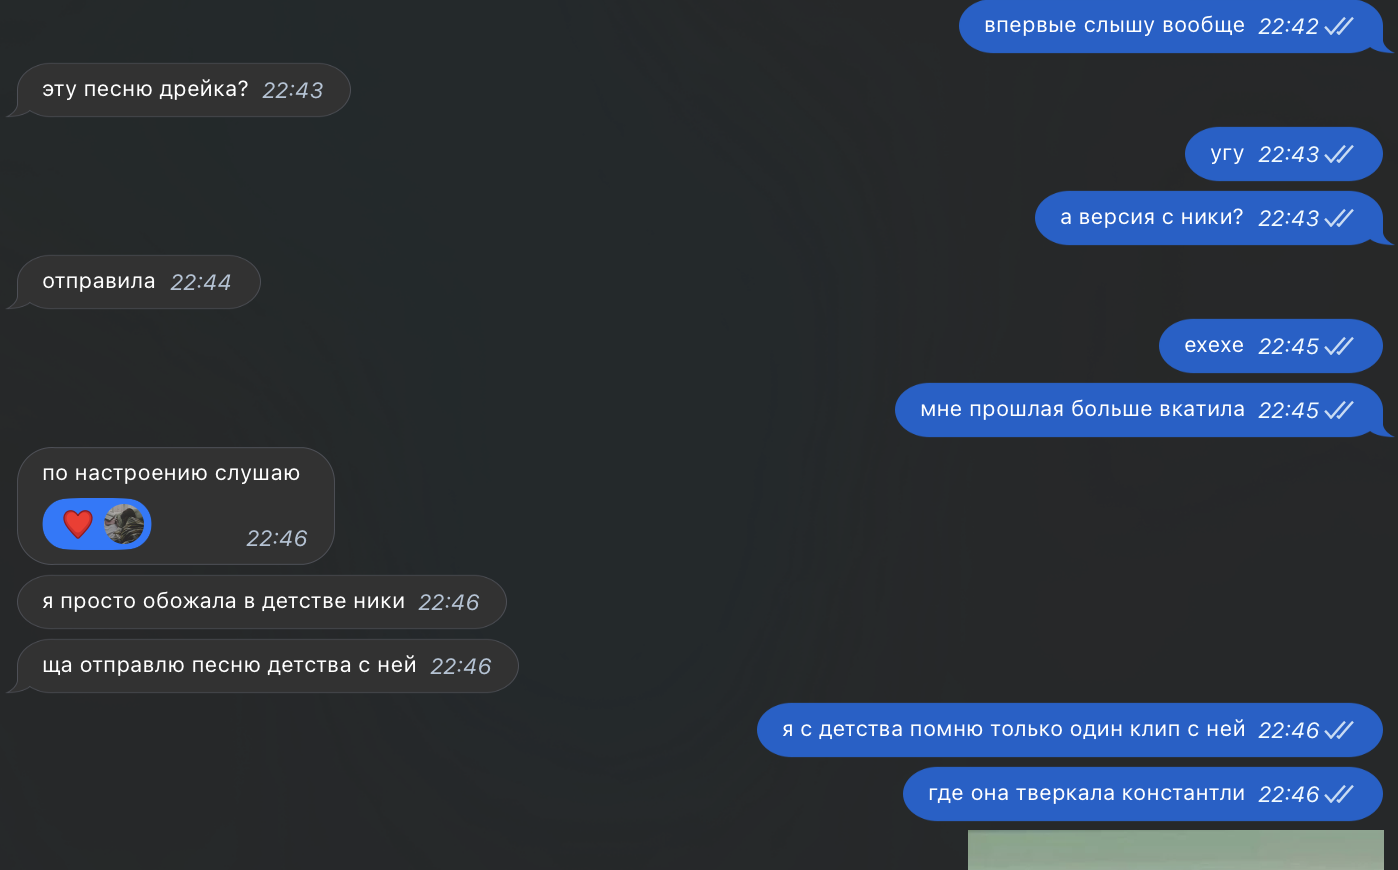 впервые слышу вообще 22:42
эту песню дрейка? 22:43
угу 22:43
а версия с ники? 22:43
отправила 22:44
ехехе 22:45
мне прошлая больше вкатила 22:45
по настроению слушаю
22:46
я просто обожала в детстве ники 22:46
ща отправлю песню детства с ней 22:46
я с детства помню только один клип с ней 22:46
где она тверкала константли 22:46